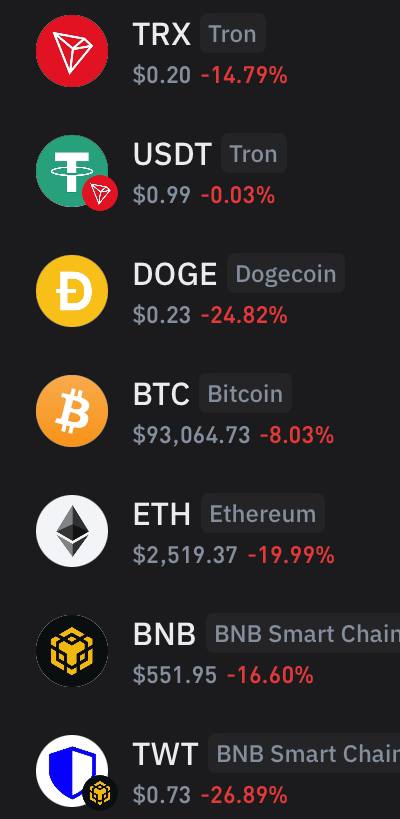 TRX Tron
$0.20 -14.79%
USDT Tron
$0.99 -0.03%
DOGE Dogecoin
$0.23 -24.82%
BTC Bitcoin
$93,064.73 -8.03%
ETH Ethereum
$2,519.37 -19.99%
BNB BNB Smart Chain
$551.95 -16.60%
TWT BNB Smart Chain
$0.73 -26.89%